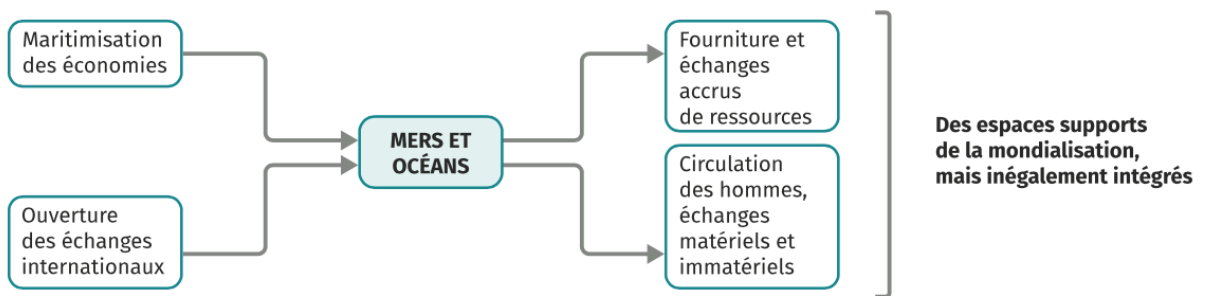 Maritimisation
des économies
Ouverture
des échanges
internaux
MERS ET
OCÉANS
Fourniture et
échanges
accrus
de ressources
Circulation
des hommes,
échanges
matériels et
immatériels
Des espaces supports
de la mondialisation,
mais inégalement intégrés